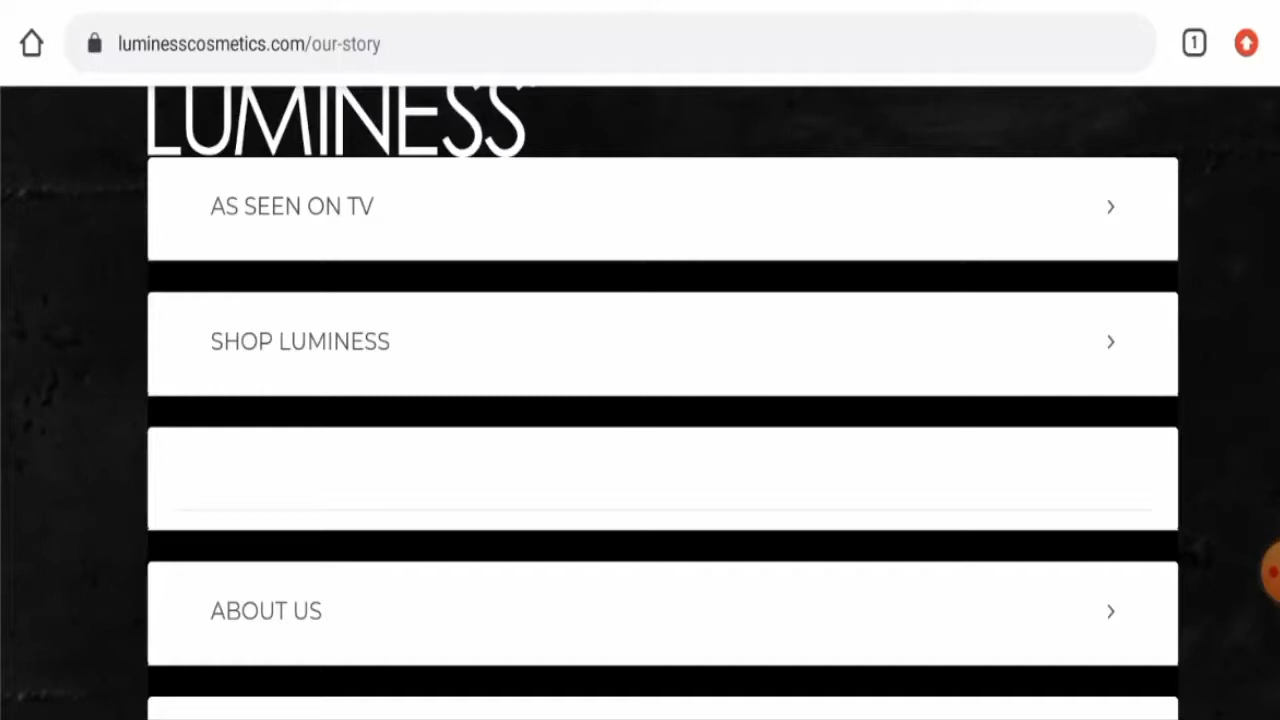 luminesscosmetics.com/our-story
1
LUMINESS
AS SEEN ON TV
SHOP LUMINESS
ABOUT US